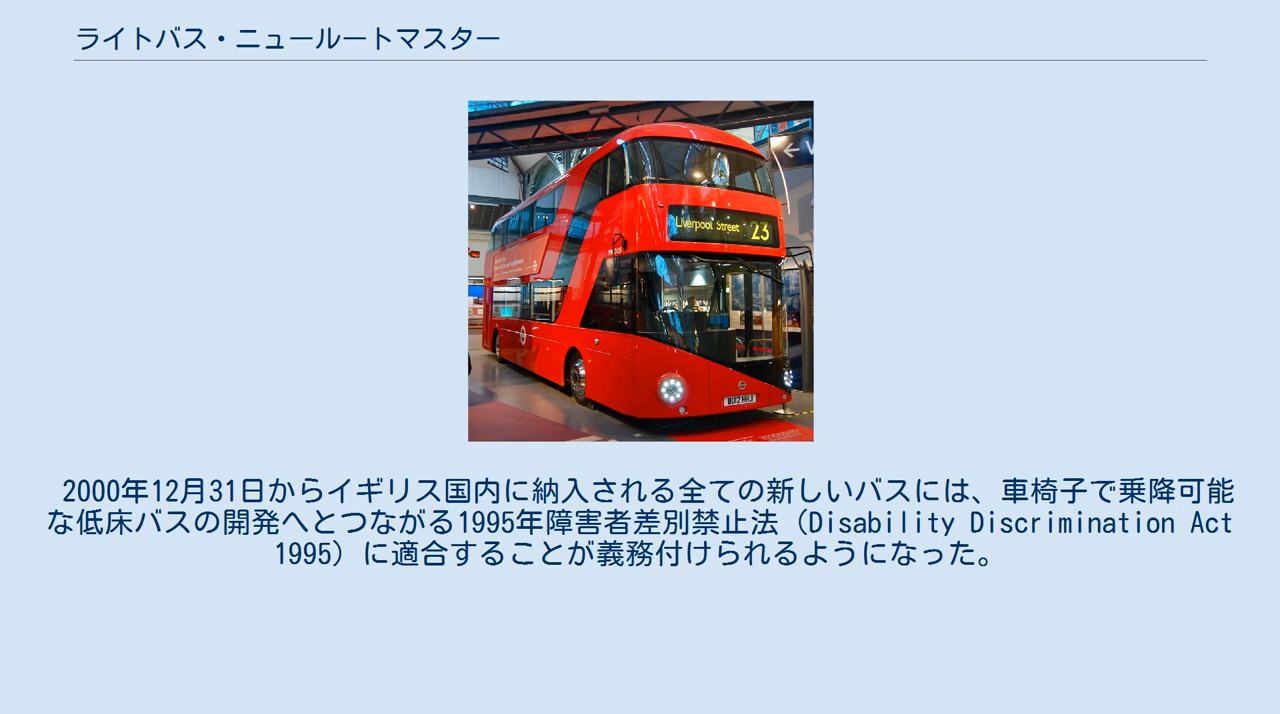 ライトバス・ニュールートマスター
Liverpool Street 23
BU12 HHJ
2000年12月31日からイギリス国内に納入される全ての新しいバスには、車椅子で乗降可能
な低床バスの開発へとつながる1995年障害者差別禁止法（Disability Discrimination Act
1995）に適合することが義務付けられるようになった。